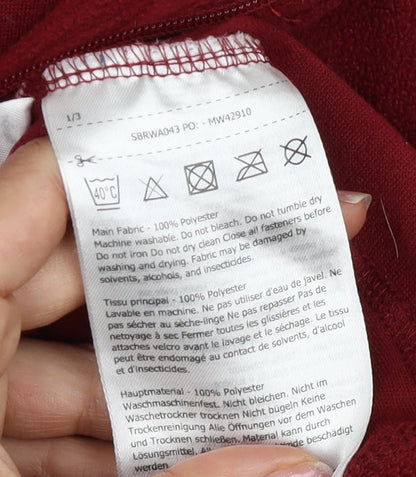 1/3
SBRWA043 PO: - MW42910
40°C
Main Fabric - 100% Polyester
Machine washable. Do not bleach. Do not tumble dry
Do not iron Do not dry clean Close all fasteners before
washing and drying. Fabric may be damaged by
solvents, alcohols, and insecticides.
Tissu principal - 100% Polyester
Lavable en machine. Ne pas utiliser d'eau de javel. Ne
pas sécher au sèche-linge Ne pas repasser Pas de
nettoyage à sec Fermer toutes les glissières et les
attaches velcro avant le lavage et le séchage. Le tissu
peut être endomagé au contact de solvents, d'alcool
et d'insecticides.
Hauptmaterial - 100% Polyester
Waschmaschinenfest. Nicht bleichen. Nicht im
Waschetrockner trocknen Nicht bügeln Keine
Trockenreinigung Alle Öffnungen vor dem Waschen
und Trocknen schließen. Material kann durch
Lösungsmittel, beschädigt
werden